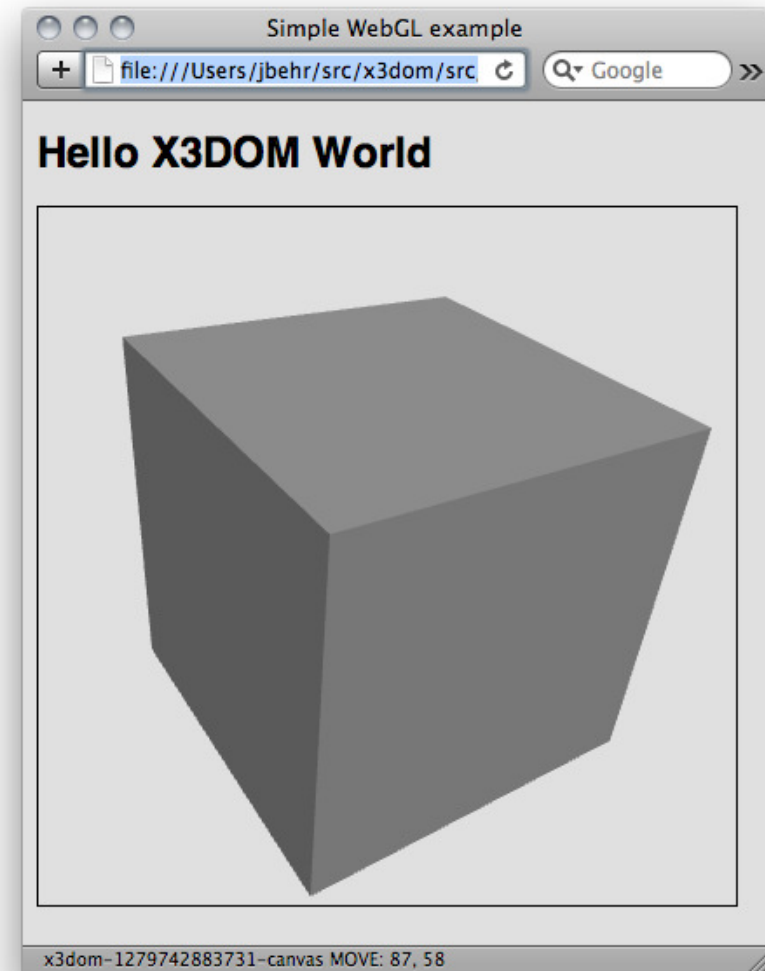 Simple WebGL example
+ file:///Users/jbehr/src/x3dom/src Google »
Hello X3DOM World
x3dom-1279742883731-canvas MOVE: 87, 58